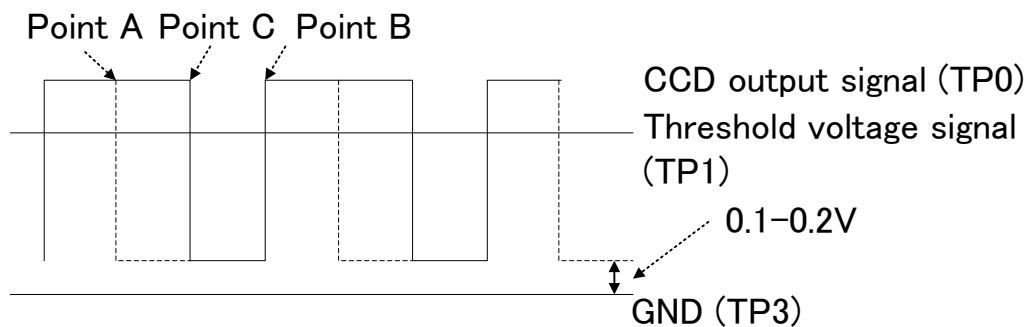 Point A Point C Point B
CCD output signal (TP0)
Threshold voltage signal
(TP1)
0.1-0.2V
GND (TP3)